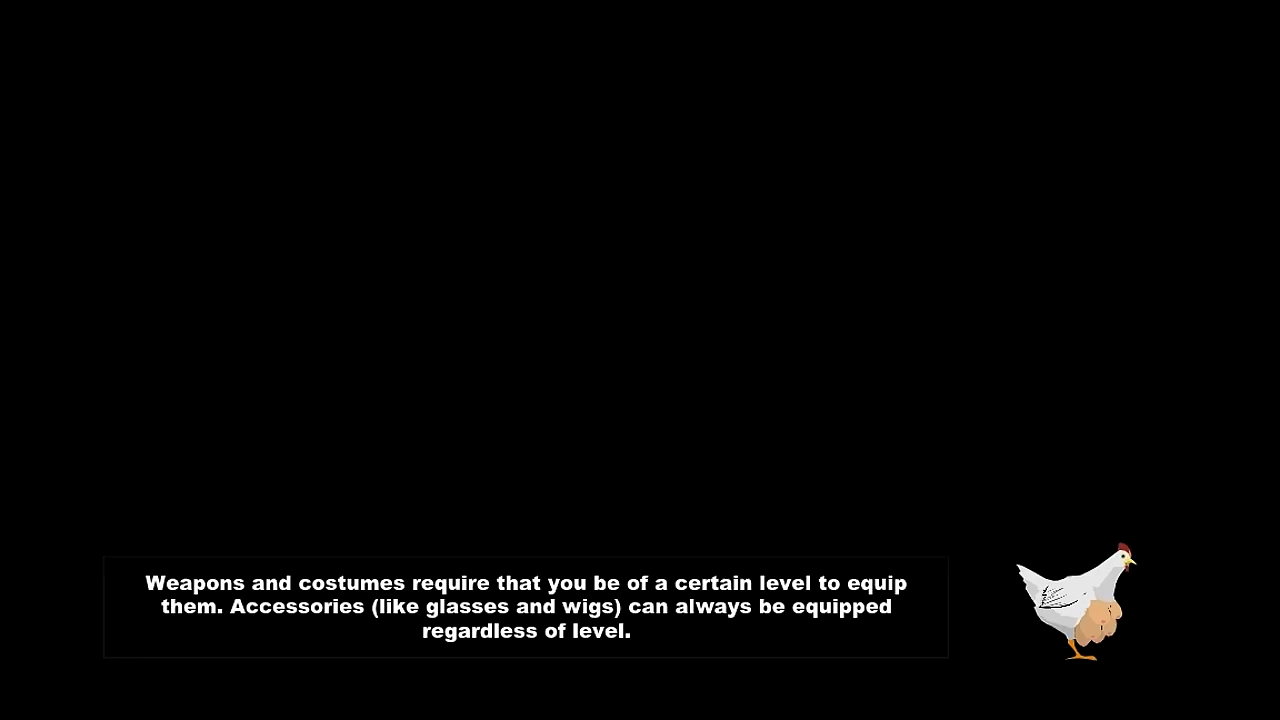 Weapons and costumes require that you be of a certain level to equip
them. Accessories (like glasses and wigs) can always be equipped
regardless of level.